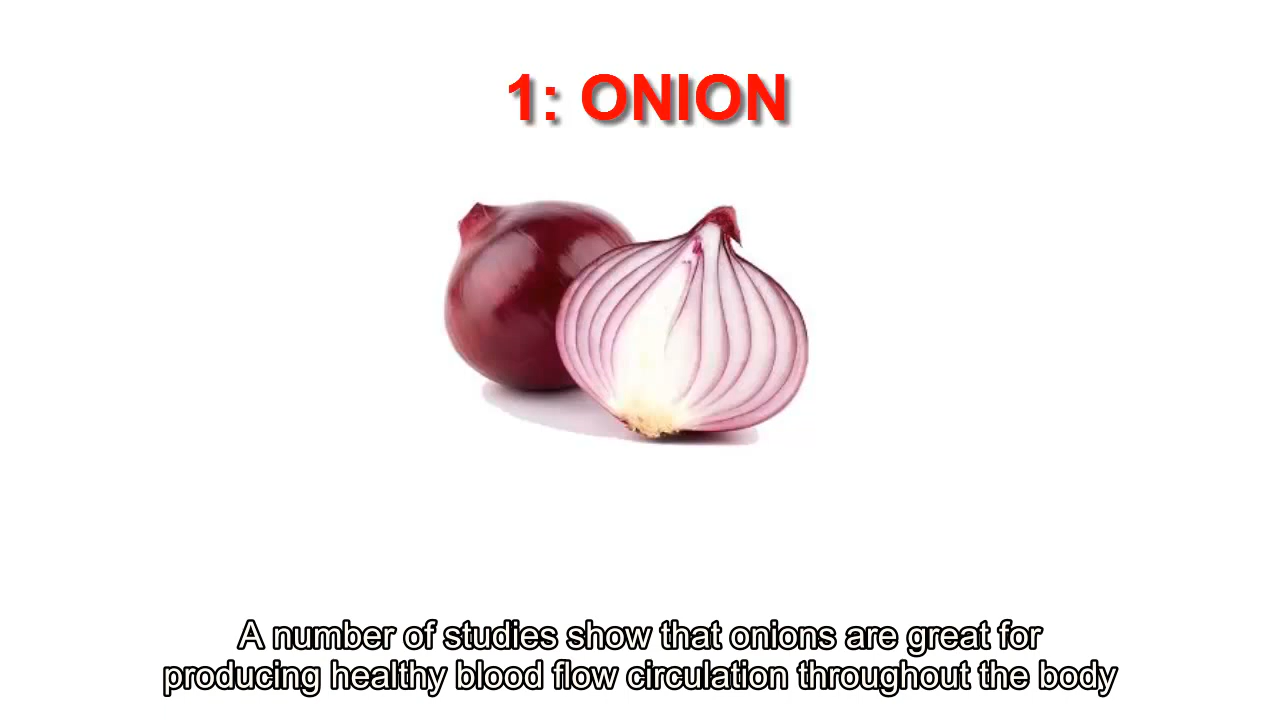 1: ONION
A number of studies show that onions are great for
producing healthy blood flow circulation throughout the body